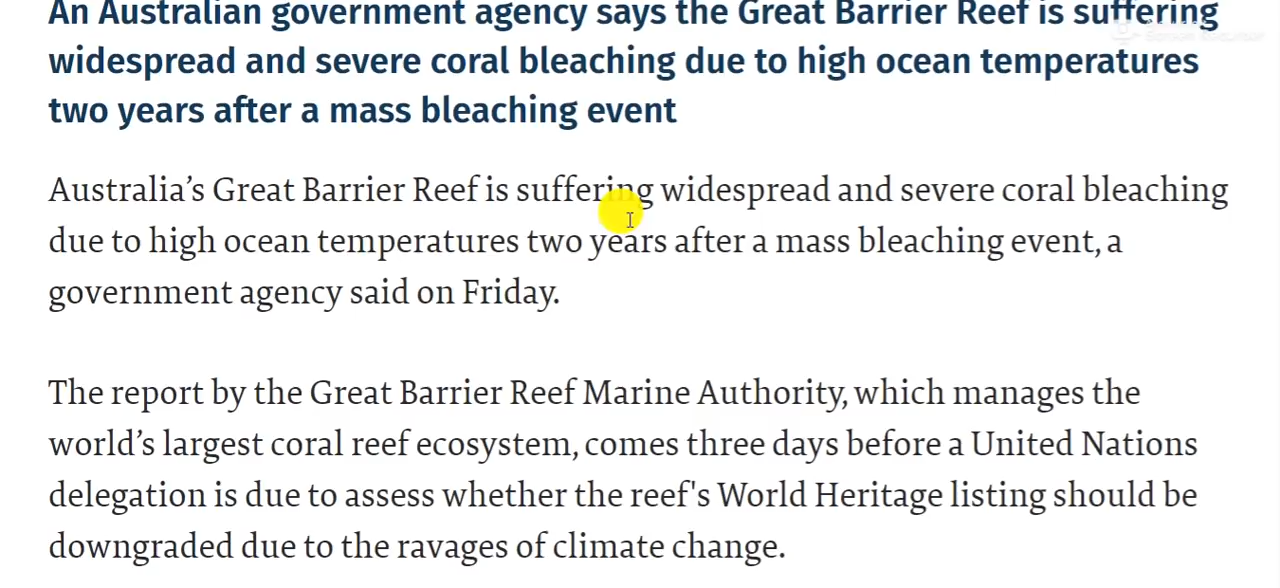 An Australian government agency says the Great Barrier Reef is suffering
widespread and severe coral bleaching due to high ocean temperatures
two years after a mass bleaching event
Australia’s Great Barrier Reef is suffering widespread and severe coral bleaching
due to high ocean temperatures two years after a mass bleaching event, a
government agency said on Friday.
The report by the Great Barrier Reef Marine Authority, which manages the
world’s largest coral reef ecosystem, comes three days before a United Nations
delegation is due to assess whether the reef's World Heritage listing should be
downgraded due to the ravages of climate change.